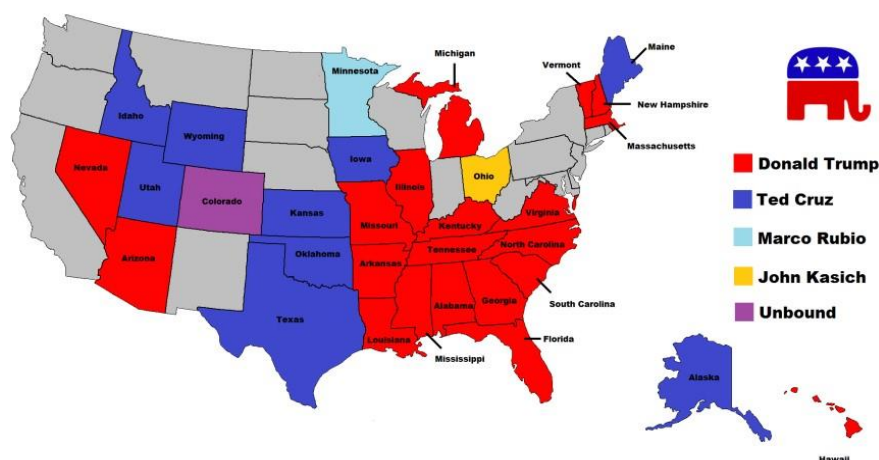 Michigan
Maine
Minnesota
Vermont
New Hampshire
Massachusetts
Idaho
Wyoming
Iowa
Nevada
Utah
Colorado
Illinois
Ohio
Kansas
Missouri
Kentucky
Virginia
Oklahoma
Arkansas
Tennessee
North Carolina
Arizona
Texas
Louisiana
Alabama
Georgia
South Carolina
Mississippi
Florida
Alaska
Hawaii
Donald Trump
Ted Cruz
Marco Rubio
John Kasich
Unbound